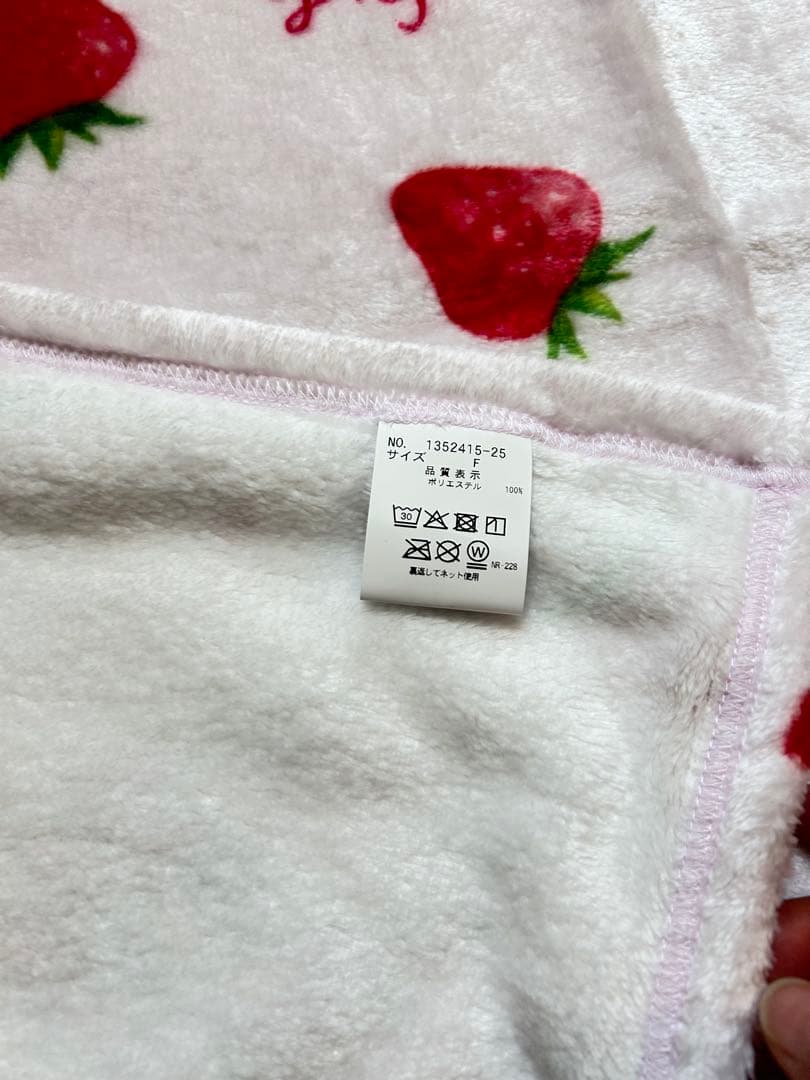 NO. 1352415-25
サイズ F
品質表示
ポリエステル 100%
30
W
NR-228
裏返してネット使用